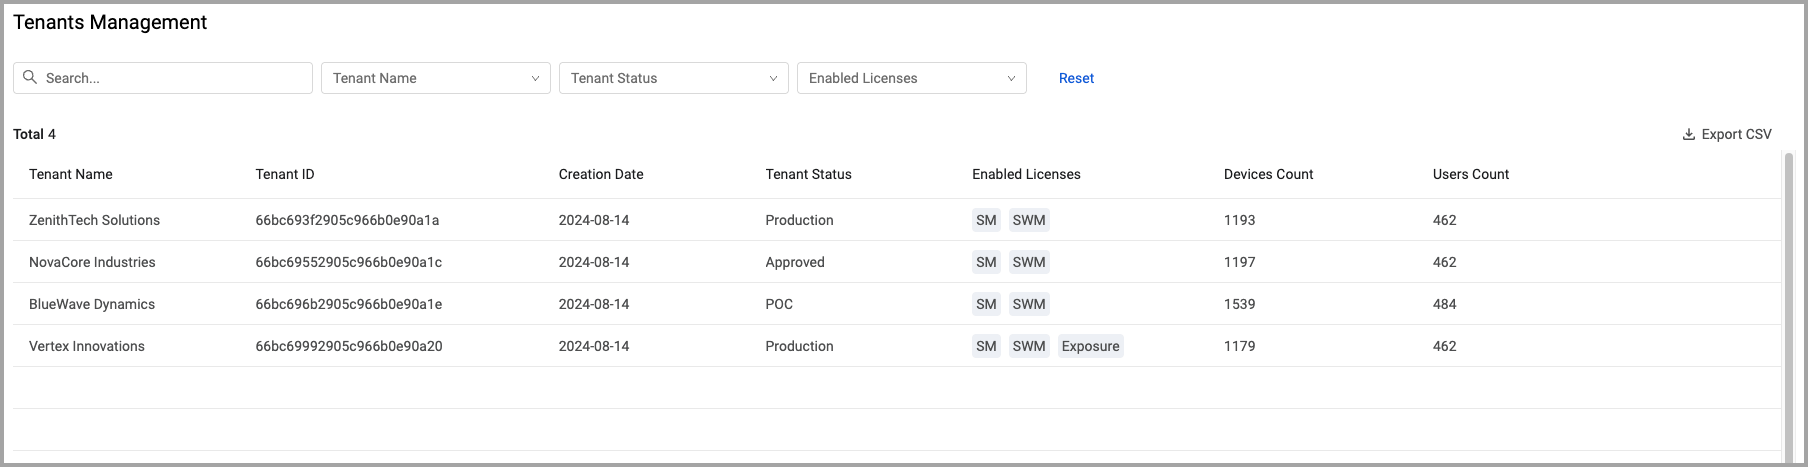 Tenants Management
Search... Tenant Name Tenant Status Enabled Licenses Reset
Total 4 Export CSV
Tenant Name Tenant ID Creation Date Tenant Status Enabled Licenses Devices Count Users Count
ZenithTech Solutions 66bc693f2905c966b0e90a1a 2024-08-14 Production SM SWM 1193 462
NovaCore Industries 66bc69552905c966b0e90a1c 2024-08-14 Approved SM SWM 1197 462
BlueWave Dynamics 66bc696b2905c966b0e90a1e 2024-08-14 POC SM SWM 1539 484
Vertex Innovations 66bc69992905c966b0e90a20 2024-08-14 Production SM SWM Exposure 1179 462